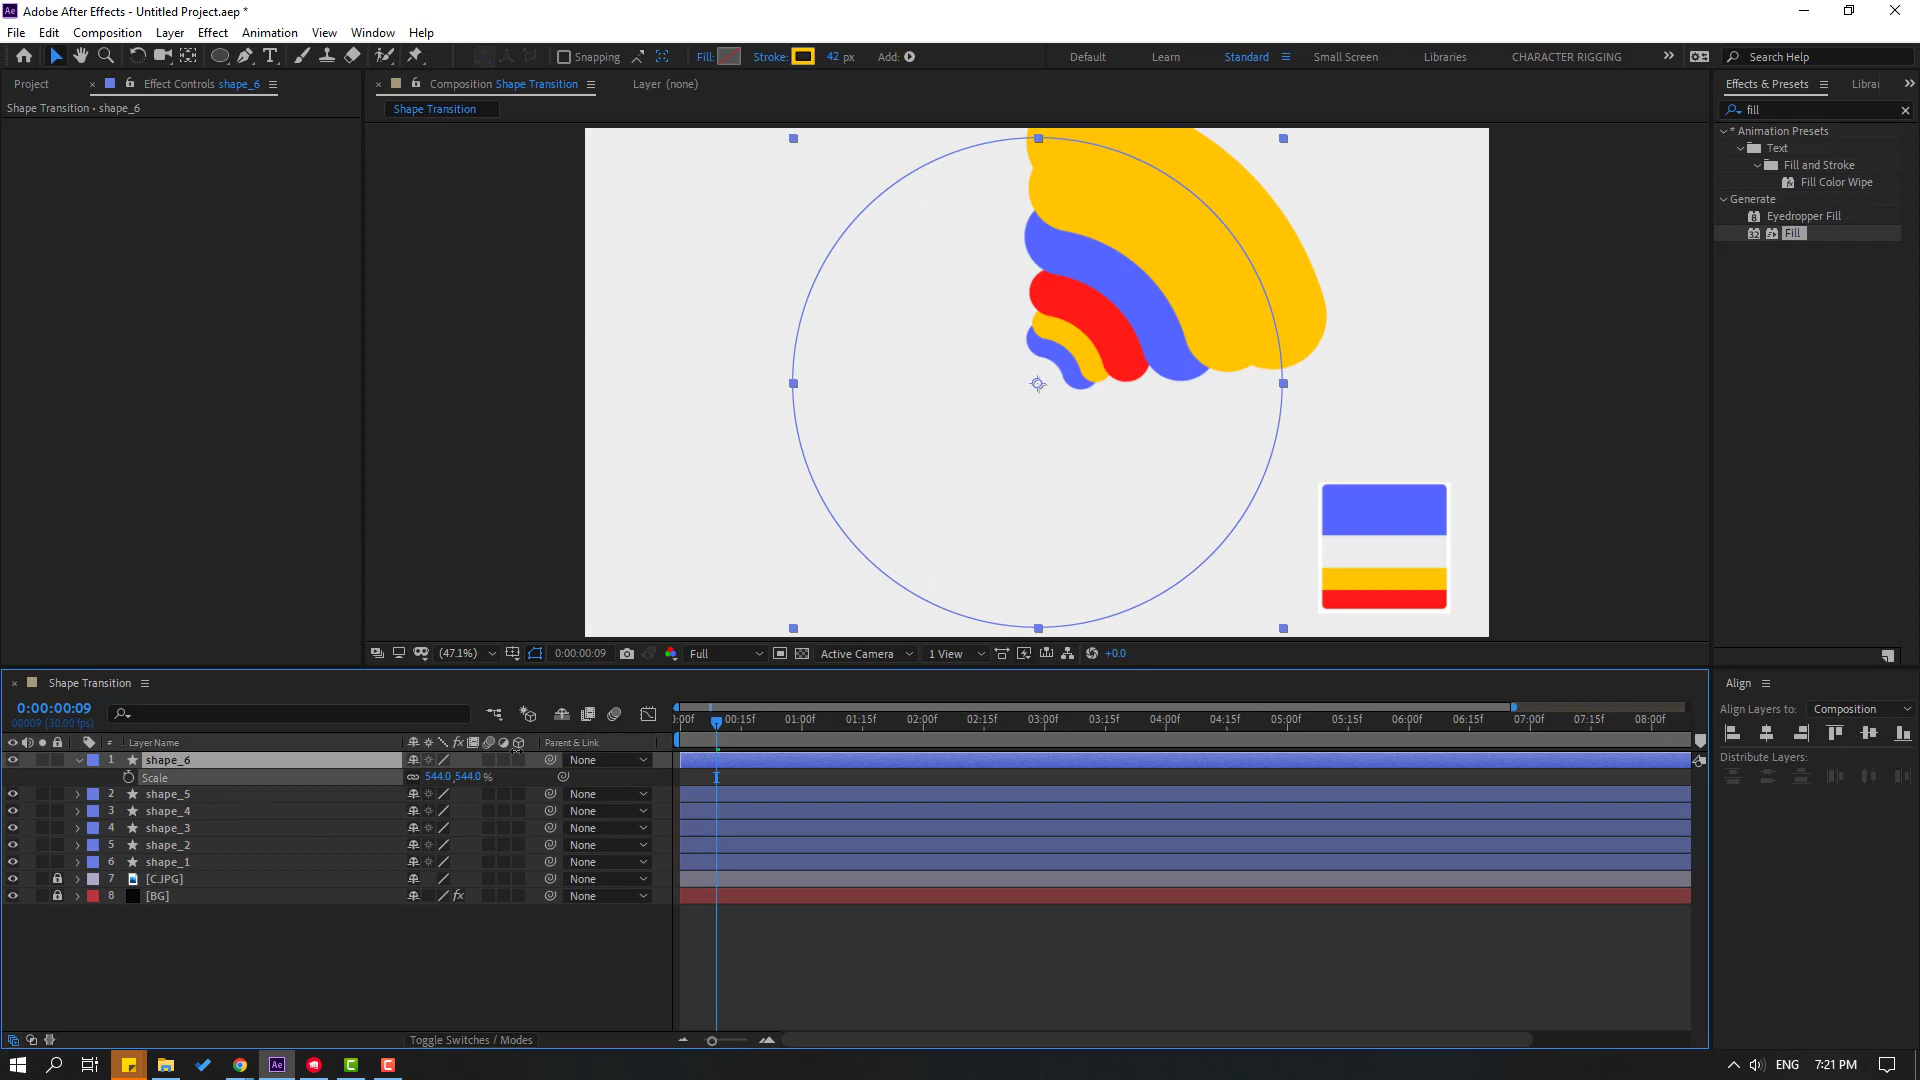 Adobe After Effects - Untitled Project.aep *
File Edit Composition Layer Effect Animation View Window Help
Snapping Fill: Stroke: 42 px Add: Default Learn Standard Small Screen Libraries CHARACTER RIGGING Search Help
Project Effect Controls shape_6 Composition Shape Transition Layer (none) Effects & Presets Librar
Shape Transition • shape_6 Shape Transition fill
* Animation Presets
Text
Fill and Stroke
Fill Color Wipe
Generate
Eyedropper Fill
Fill
(47.1%) 0:00:00:09 Full Active Camera 1 View +0.0
Shape Transition Align
0:00:00:09
00009 (30.00 fps)
Align Layers to: Composition
:00f 00:15f 01:00f 01:15f 02:00f 02:15f 03:00f 03:15f 04:00f 04:15f 05:00f 05:15f 06:00f 06:15f 07:00f 07:15f 08:00f
# Layer Name Parent & Link
Distribute Layers:
1 shape_6 None
Scale 544.0,544.0 %
2 shape_5 None
3 shape_4 None
4 shape_3 None
5 shape_2 None
6 shape_1 None
7 [C.JPG] None
8 [BG] None
Toggle Switches / Modes
ENG 7:21 PM